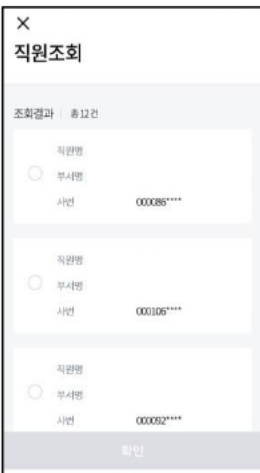 직원조회
조회결과 총12건
직원명
부서명
사번 000086****
직원명
부서명
사번 000106****
직원명
부서명
사번 000092****
확인